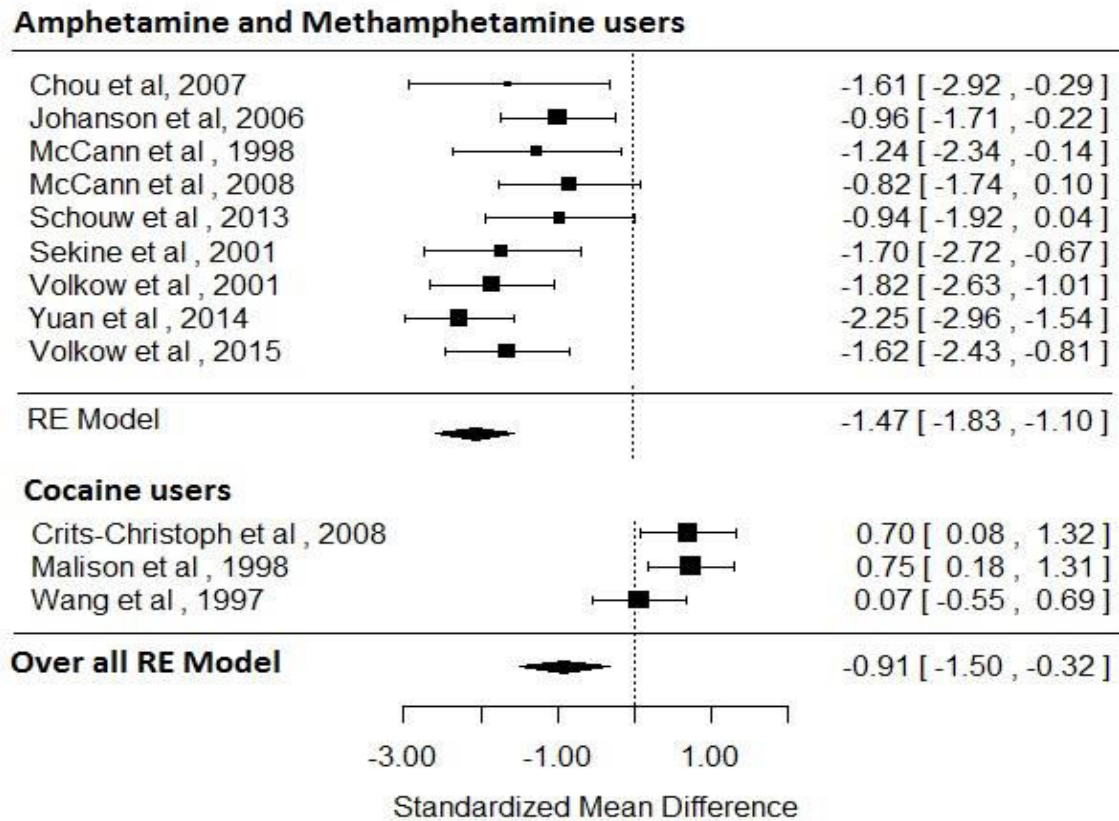 Amphetamine and Methamphetamine users
Chou et al, 2007 -1.61 [ -2.92 , -0.29 ]
Johanson et al, 2006 -0.96 [ -1.71 , -0.22 ]
McCann et al , 1998 -1.24 [ -2.34 , -0.14 ]
McCann et al , 2008 -0.82 [ -1.74 , 0.10 ]
Schouw et al , 2013 -0.94 [ -1.92 , 0.04 ]
Sekine et al , 2001 -1.70 [ -2.72 , -0.67 ]
Volkow et al , 2001 -1.82 [ -2.63 , -1.01 ]
Yuan et al , 2014 -2.25 [ -2.96 , -1.54 ]
Volkow et al , 2015 -1.62 [ -2.43 , -0.81 ]
RE Model -1.47 [ -1.83 , -1.10 ]
Cocaine users
Crits-Christoph et al , 2008 0.70 [ 0.08 , 1.32 ]
Malison et al , 1998 0.75 [ 0.18 , 1.31 ]
Wang et al , 1997 0.07 [ -0.55 , 0.69 ]
Over all RE Model -0.91 [ -1.50 , -0.32 ]
-3.00 -1.00 1.00
Standardized Mean Difference